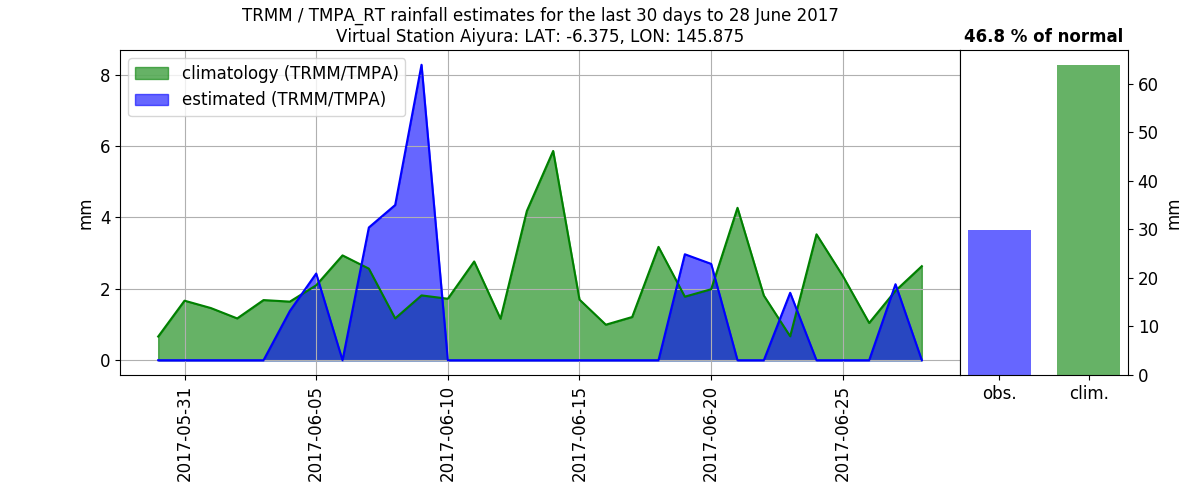 TRMM / TMPA_RT rainfall estimates for the last 30 days to 28 June 2017
Virtual Station Aiyura: LAT: -6.375, LON: 145.875
46.8 % of normal
climatology (TRMM/TMPA)
estimated (TRMM/TMPA)
mm
8
6
4
2
0
2017-05-31
2017-06-05
2017-06-10
2017-06-15
2017-06-20
2017-06-25
60
50
40
30
20
10
0
mm
obs.
clim.